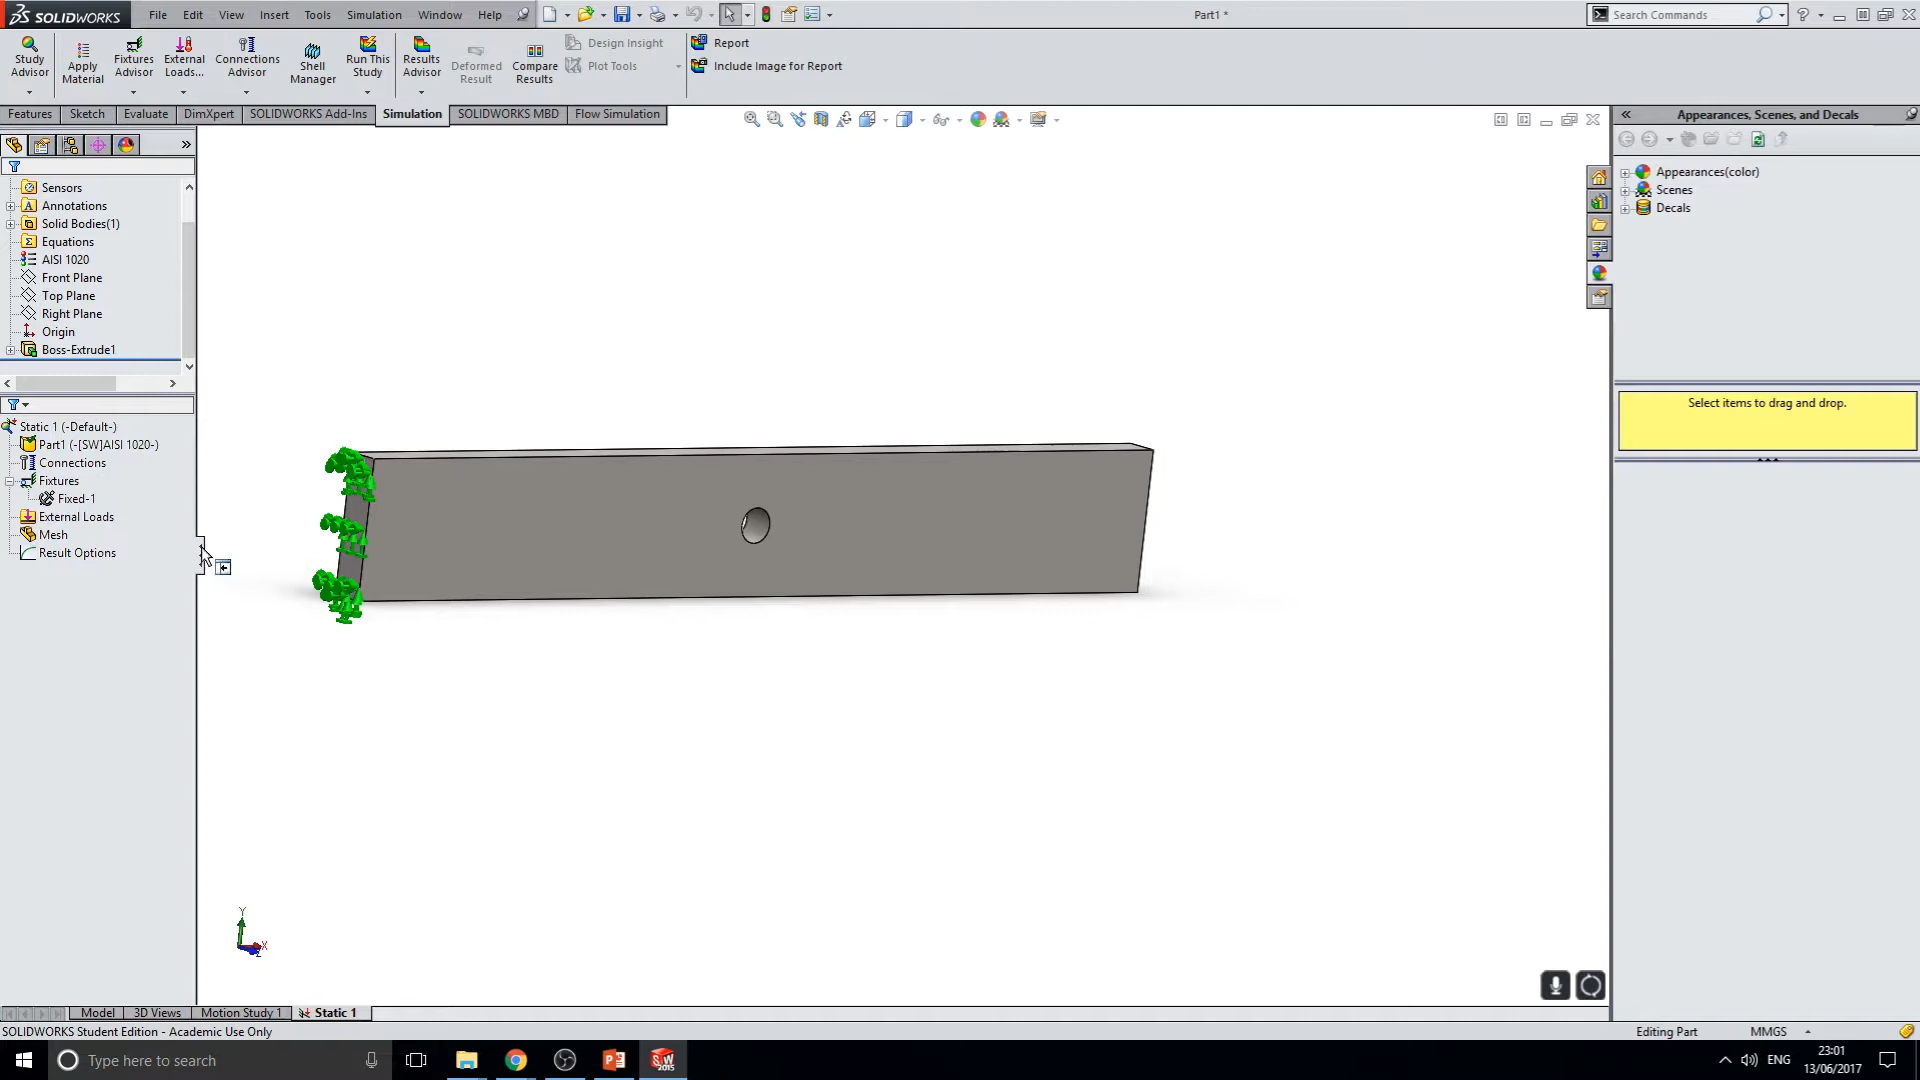 SOLIDWORKS File Edit View Insert Tools Simulation Window Help
Part1 *
Search Commands
Study Advisor
Apply Material
Fixtures Advisor
External Loads...
Connections Advisor
Shell Manager
Run This Study
Results Advisor
Deformed Result
Compare Results
Design Insight
Plot Tools
Report
Include Image for Report
Features Sketch Evaluate DimXpert SOLIDWORKS Add-Ins Simulation SOLIDWORKS MBD Flow Simulation
Sensors
Annotations
Solid Bodies(1)
Equations
AISI 1020
Front Plane
Top Plane
Right Plane
Origin
Boss-Extrude1
Static 1 (-Default-)
Part1 (-[SW]AISI 1020-)
Connections
Fixtures
Fixed-1
External Loads
Mesh
Result Options
Y
X
Z
Appearances, Scenes, and Decals
Appearances(color)
Scenes
Decals
Select items to drag and drop.
Model 3D Views Motion Study 1 Static 1
SOLIDWORKS Student Edition - Academic Use Only
Editing Part MMGS
Type here to search
ENG
23:01
13/06/2017